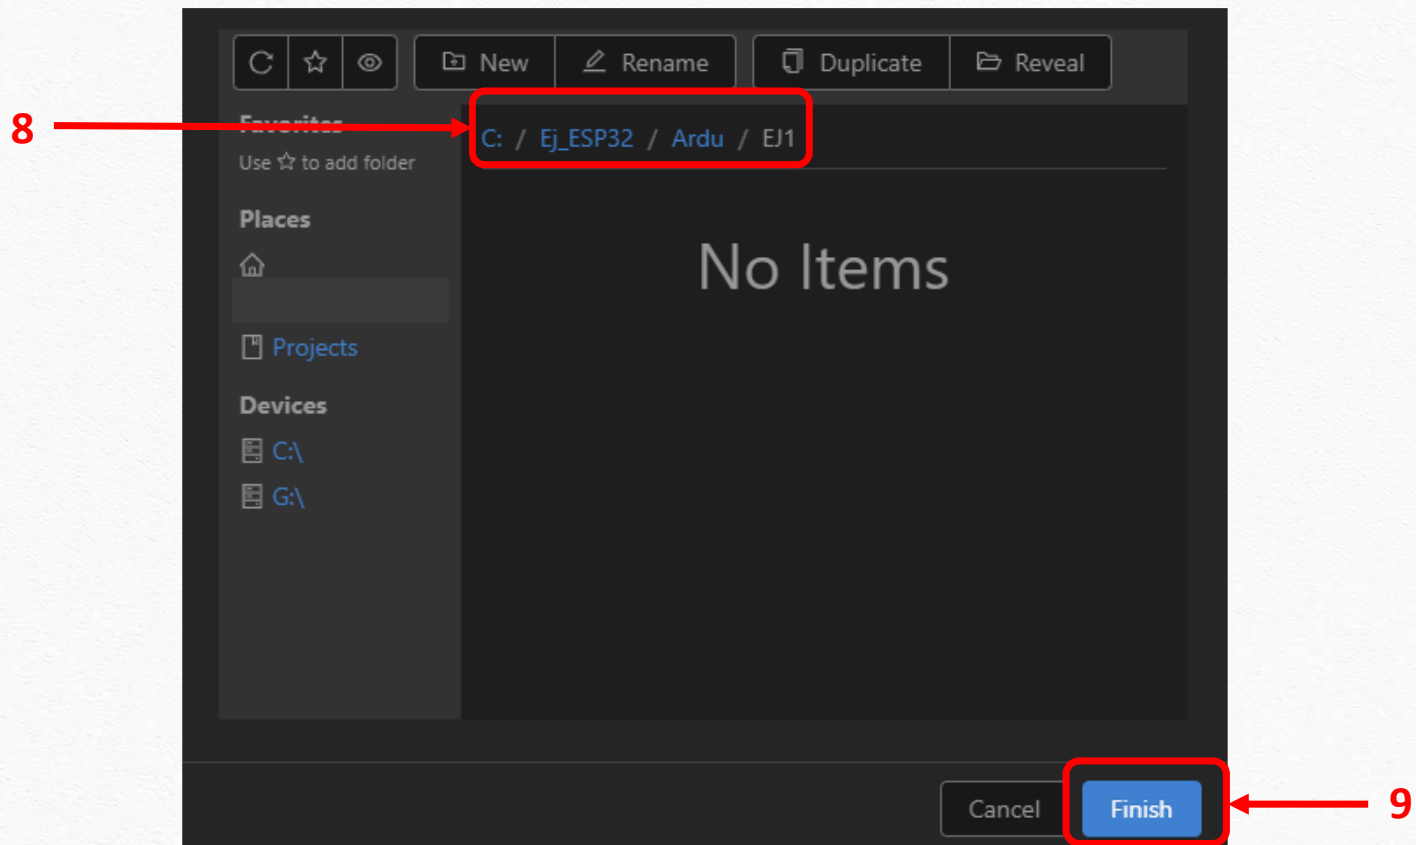 New Rename Duplicate Reveal
8
Favorites
C: / Ej_ESP32 / Ardu / EJ1
Use to add folder
Places
No Items
Projects
Devices
C:\
G:\
Cancel Finish
9